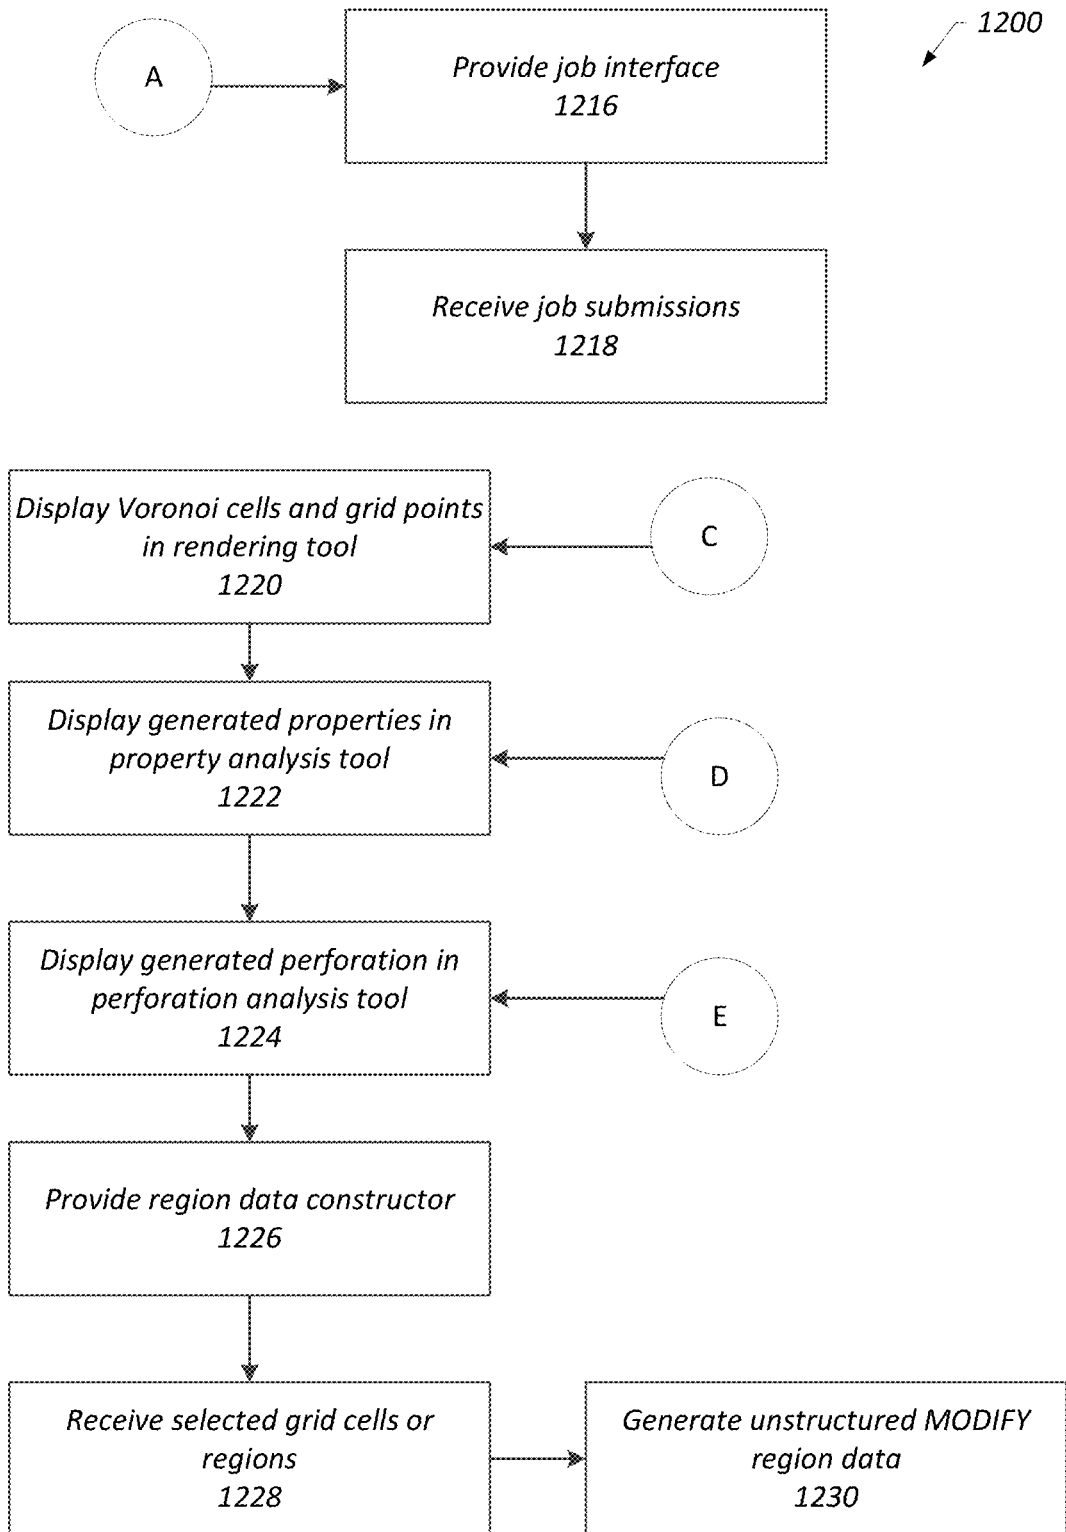 1200
A
Provide job interface
1216
Receive job submissions
1218
Display Voronoi cells and grid points
in rendering tool
1220
C
Display generated properties in
property analysis tool
1222
D
Display generated perforation in
perforation analysis tool
1224
E
Provide region data constructor
1226
Receive selected grid cells or
regions
1228
Generate unstructured MODIFY
region data
1230